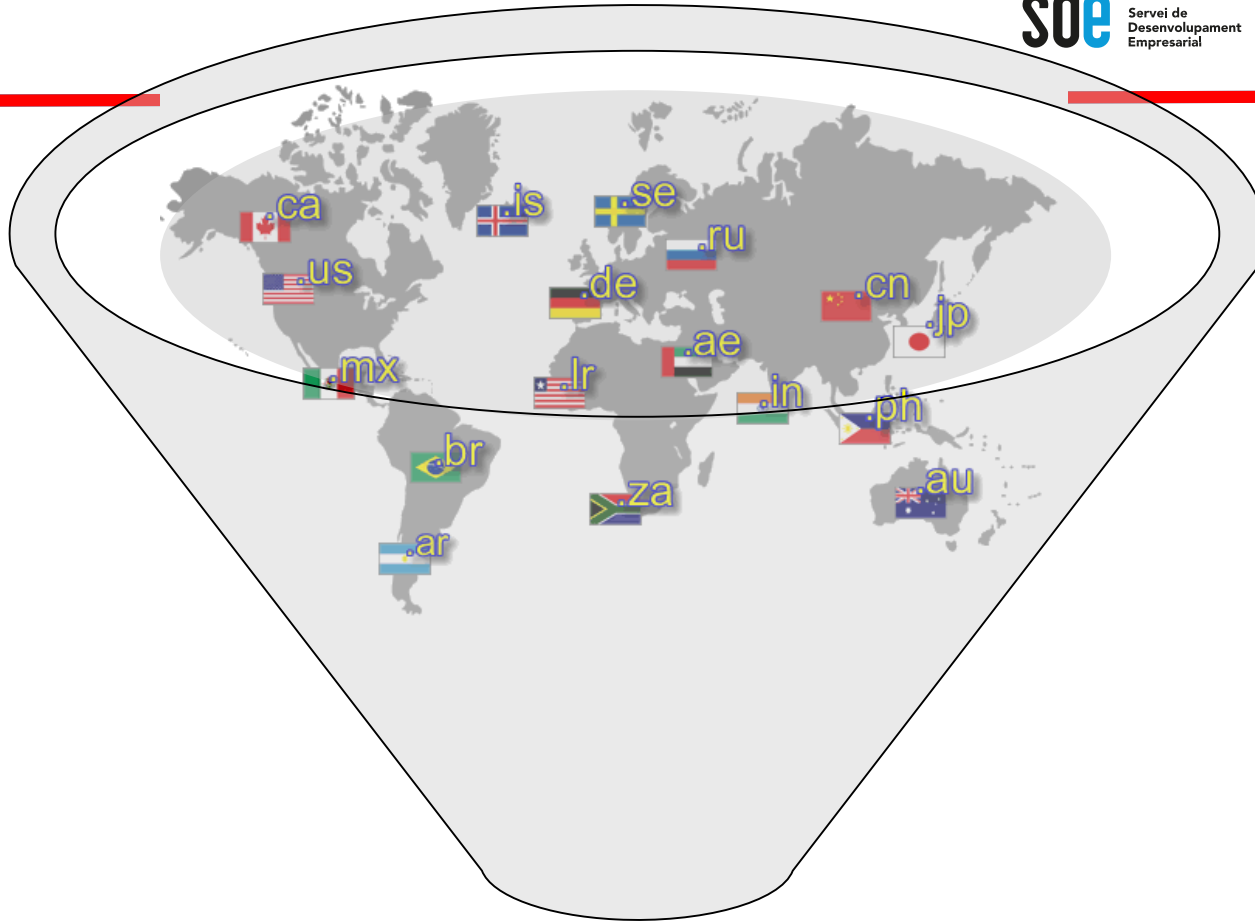 soe
Servei de
Desenvolupament
Empresarial
.ca
.is
.se
.ru
.us
.de
.cn
.jp
.ae
.mx
.lr
.in
.ph
.br
.au
.za
.ar